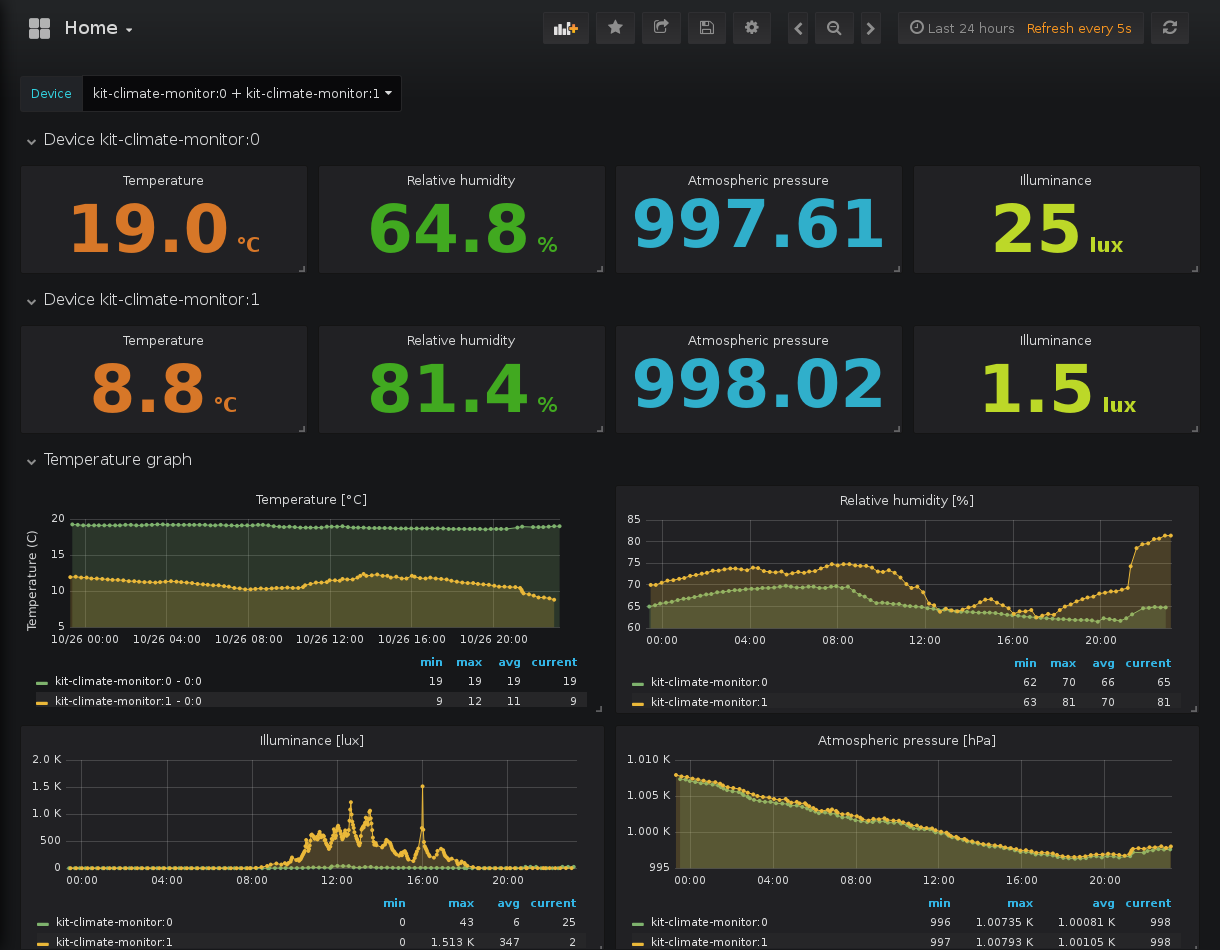 Home
Last 24 hours Refresh every 5s
Device kit-climate-monitor:0 + kit-climate-monitor:1
Device kit-climate-monitor:0
Temperature Relative humidity Atmospheric pressure Illuminance
19.0 °C 64.8 % 997.61 25 lux
Device kit-climate-monitor:1
Temperature Relative humidity Atmospheric pressure Illuminance
8.8 °C 81.4 % 998.02 1.5 lux
Temperature graph
Temperature [°C]
Temperature (C)
20
15
10
5
10/26 00:00 10/26 04:00 10/26 08:00 10/26 12:00 10/26 16:00 10/26 20:00
min max avg current
kit-climate-monitor:0 - 0:0 19 19 19 19
kit-climate-monitor:1 - 0:0 9 12 11 9
Relative humidity [%]
85
80
75
70
65
60
00:00 04:00 08:00 12:00 16:00 20:00
min max avg current
kit-climate-monitor:0 62 70 66 65
kit-climate-monitor:1 63 81 70 81
Illuminance [lux]
2.0 K
1.5 K
1.0 K
500
0
00:00 04:00 08:00 12:00 16:00 20:00
min max avg current
kit-climate-monitor:0 0 43 6 25
kit-climate-monitor:1 0 1.513 K 347 2
Atmospheric pressure [hPa]
1.010 K
1.005 K
1.000 K
995
00:00 04:00 08:00 12:00 16:00 20:00
min max avg current
kit-climate-monitor:0 996 1.00735 K 1.00081 K 998
kit-climate-monitor:1 997 1.00793 K 1.00105 K 998